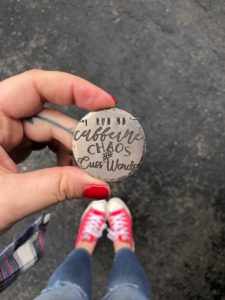 I RUN ON
caffeine
CHAOS
&
Cuss Words